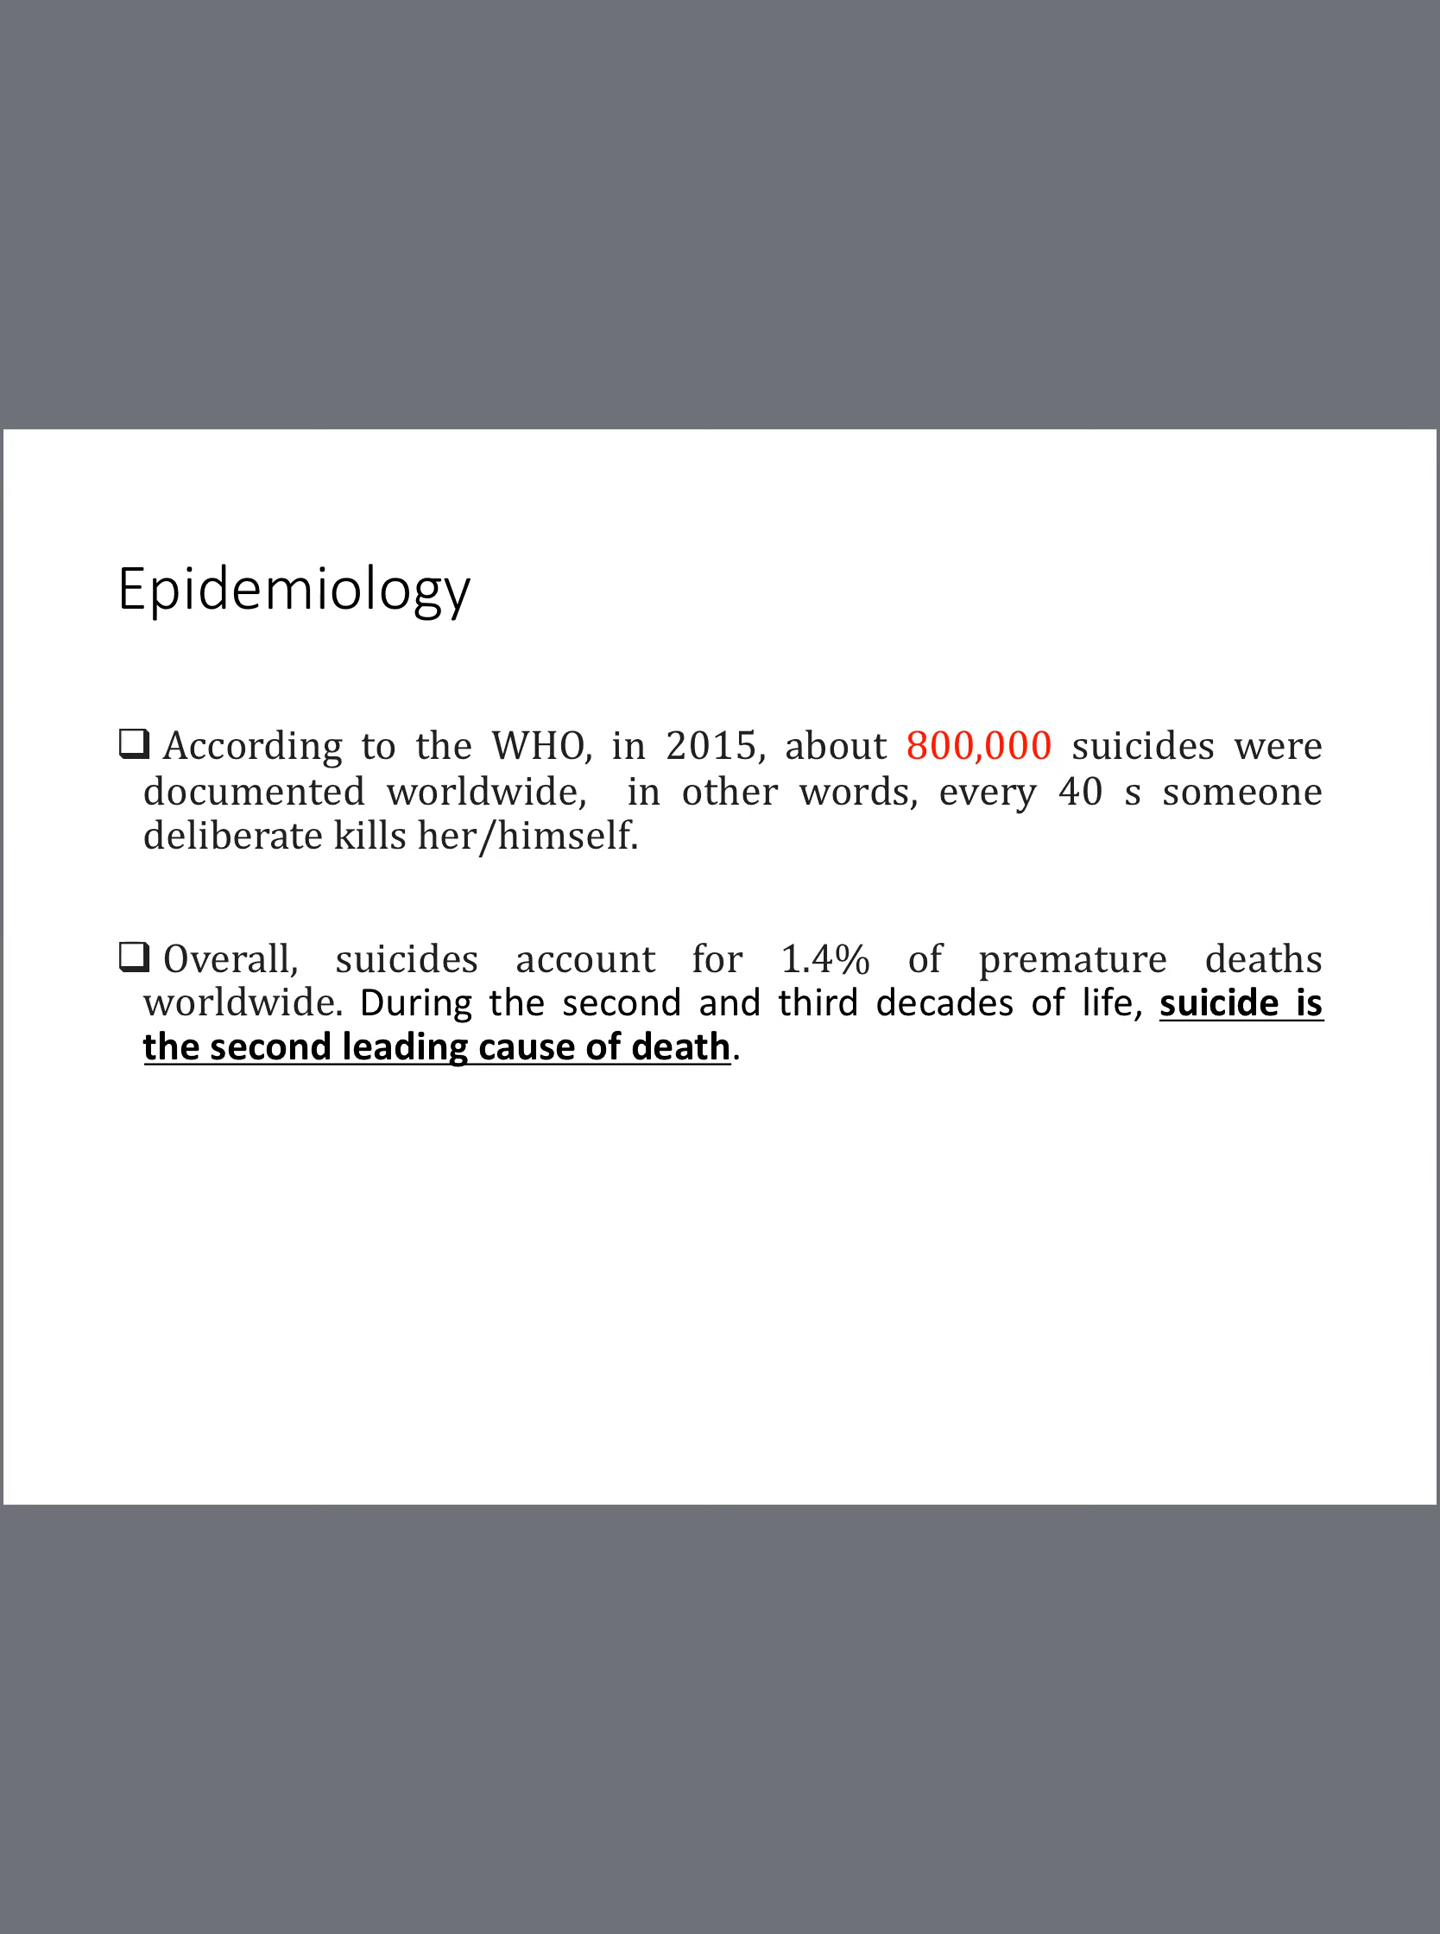 Epidemiology
❑ According to the WHO, in 2015, about 800,000 suicides were
documented worldwide, in other words, every 40 s someone
deliberate kills her/himself.
❑ Overall, suicides account for 1.4% of premature deaths
worldwide. During the second and third decades of life, suicide is
the second leading cause of death.